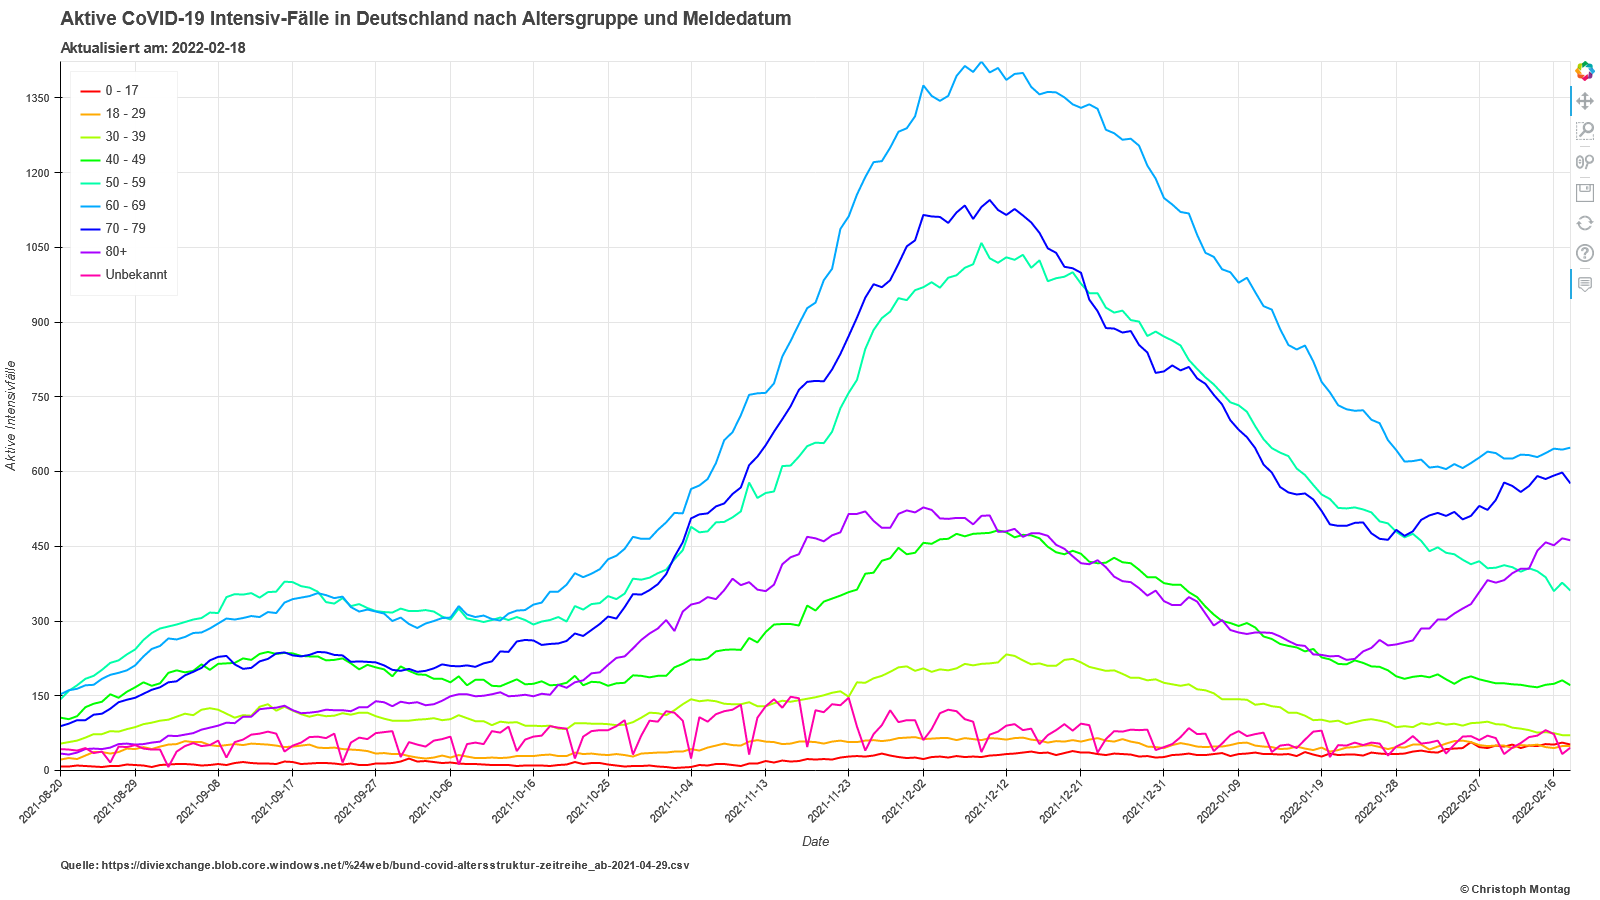 Aktive CoVID-19 Intensiv-Fälle in Deutschland nach Altersgruppe und Meldedatum
Aktualisiert am: 2022-02-18
0 - 17
18 - 29
30 - 39
40 - 49
50 - 59
60 - 69
70 - 79
80+
Unbekannt
Aktive Intensivfälle
1350
1200
1050
900
750
600
450
300
150
0
2021-08-20
2021-08-29
2021-09-08
2021-09-17
2021-09-27
2021-10-06
2021-10-16
2021-10-25
2021-11-04
2021-11-13
2021-11-23
2021-12-02
2021-12-12
2021-12-21
2021-12-31
2022-01-09
2022-01-19
2022-01-28
2022-02-07
2022-02-16
Date
Quelle: https://diviexchange.blob.core.windows.net/%24web/bund-covid-altersstruktur-zeitreihe_ab-2021-04-29.csv
© Christoph Montag